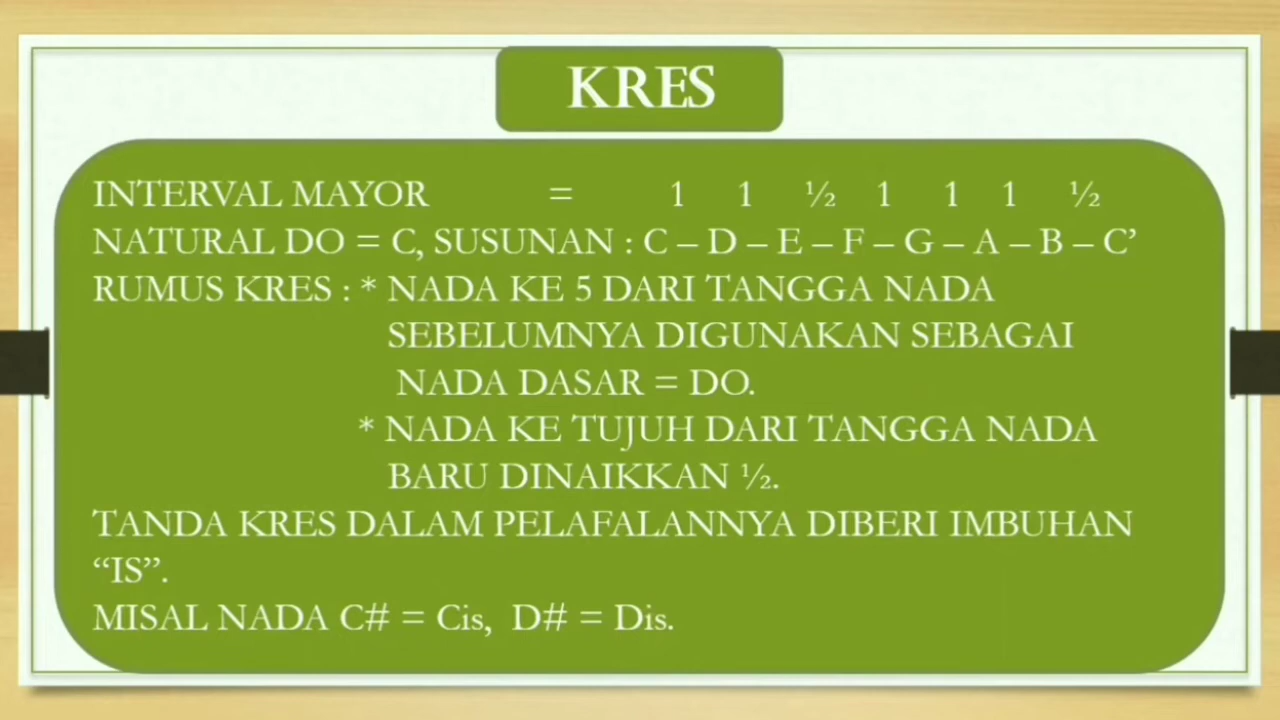 KRES
INTERVAL MAYOR = 1 1 ½ 1 1 1 ½
NATURAL DO = C, SUSUNAN : C – D – E – F – G – A – B – C’
RUMUS KRES : * NADA KE 5 DARI TANGGA NADA
SEBELUMNYA DIGUNAKAN SEBAGAI
NADA DASAR = DO.
* NADA KE TUJUH DARI TANGGA NADA
BARU DINAIKKAN ½.
TANDA KRES DALAM PELAFALANNYA DIBERI IMBUHAN
“IS”.
MISAL NADA C# = Cis, D# = Dis.